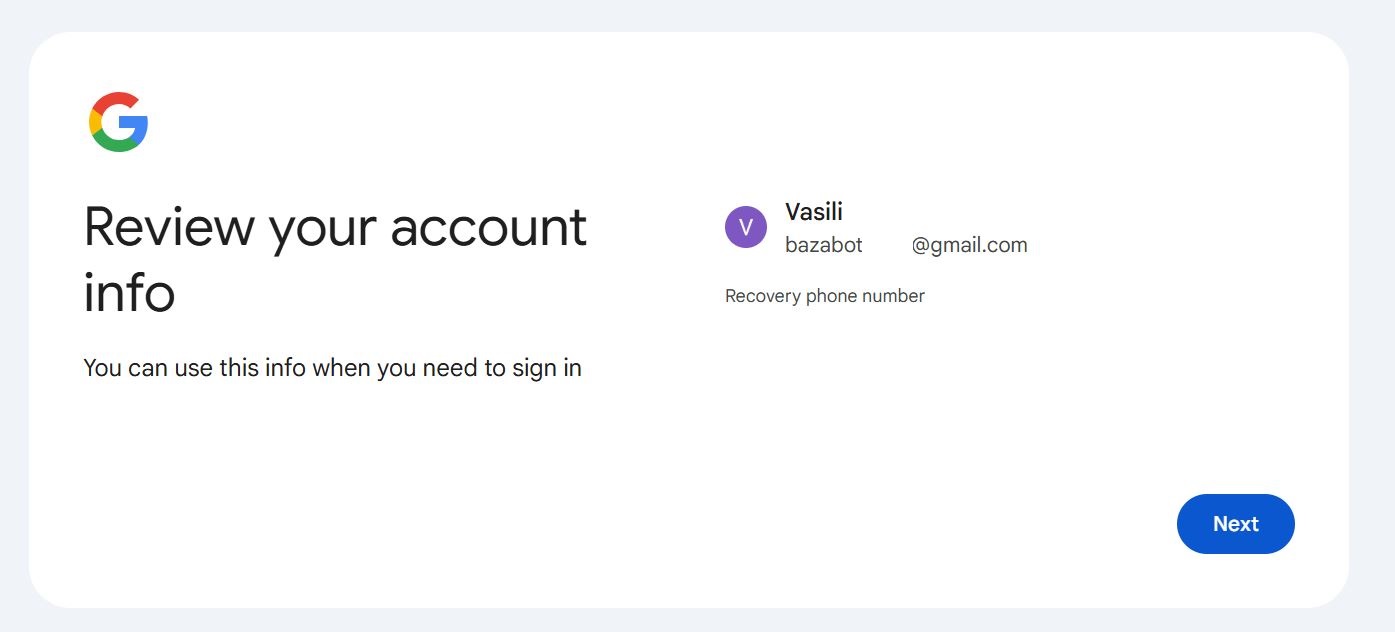 Review your account
info
You can use this info when you need to sign in
V
Vasili
bazabot @gmail.com
Recovery phone number
Next